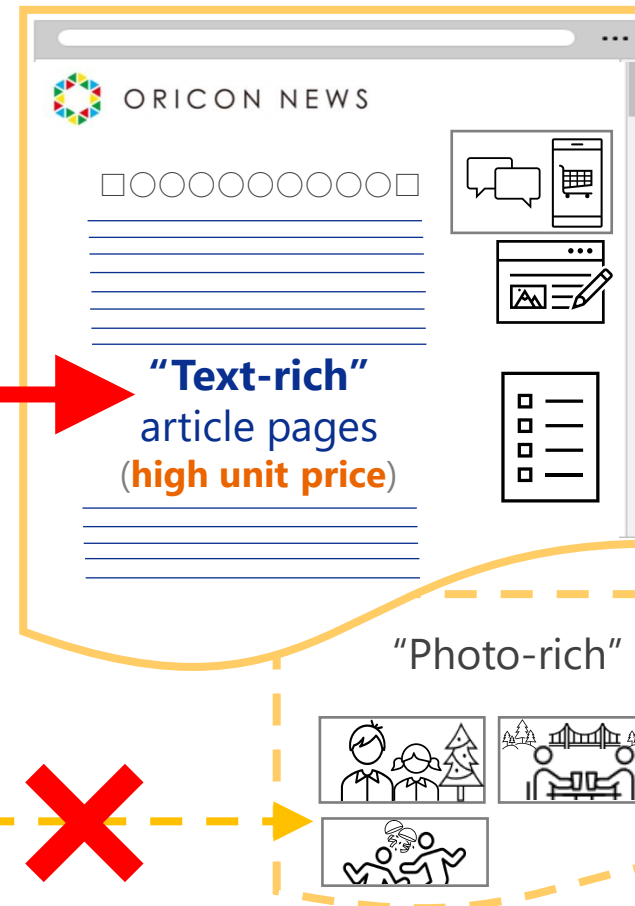 ORICON NEWS
□○○○○○○○○○○□
“Text-rich”
article pages
(high unit price)
“Photo-rich”